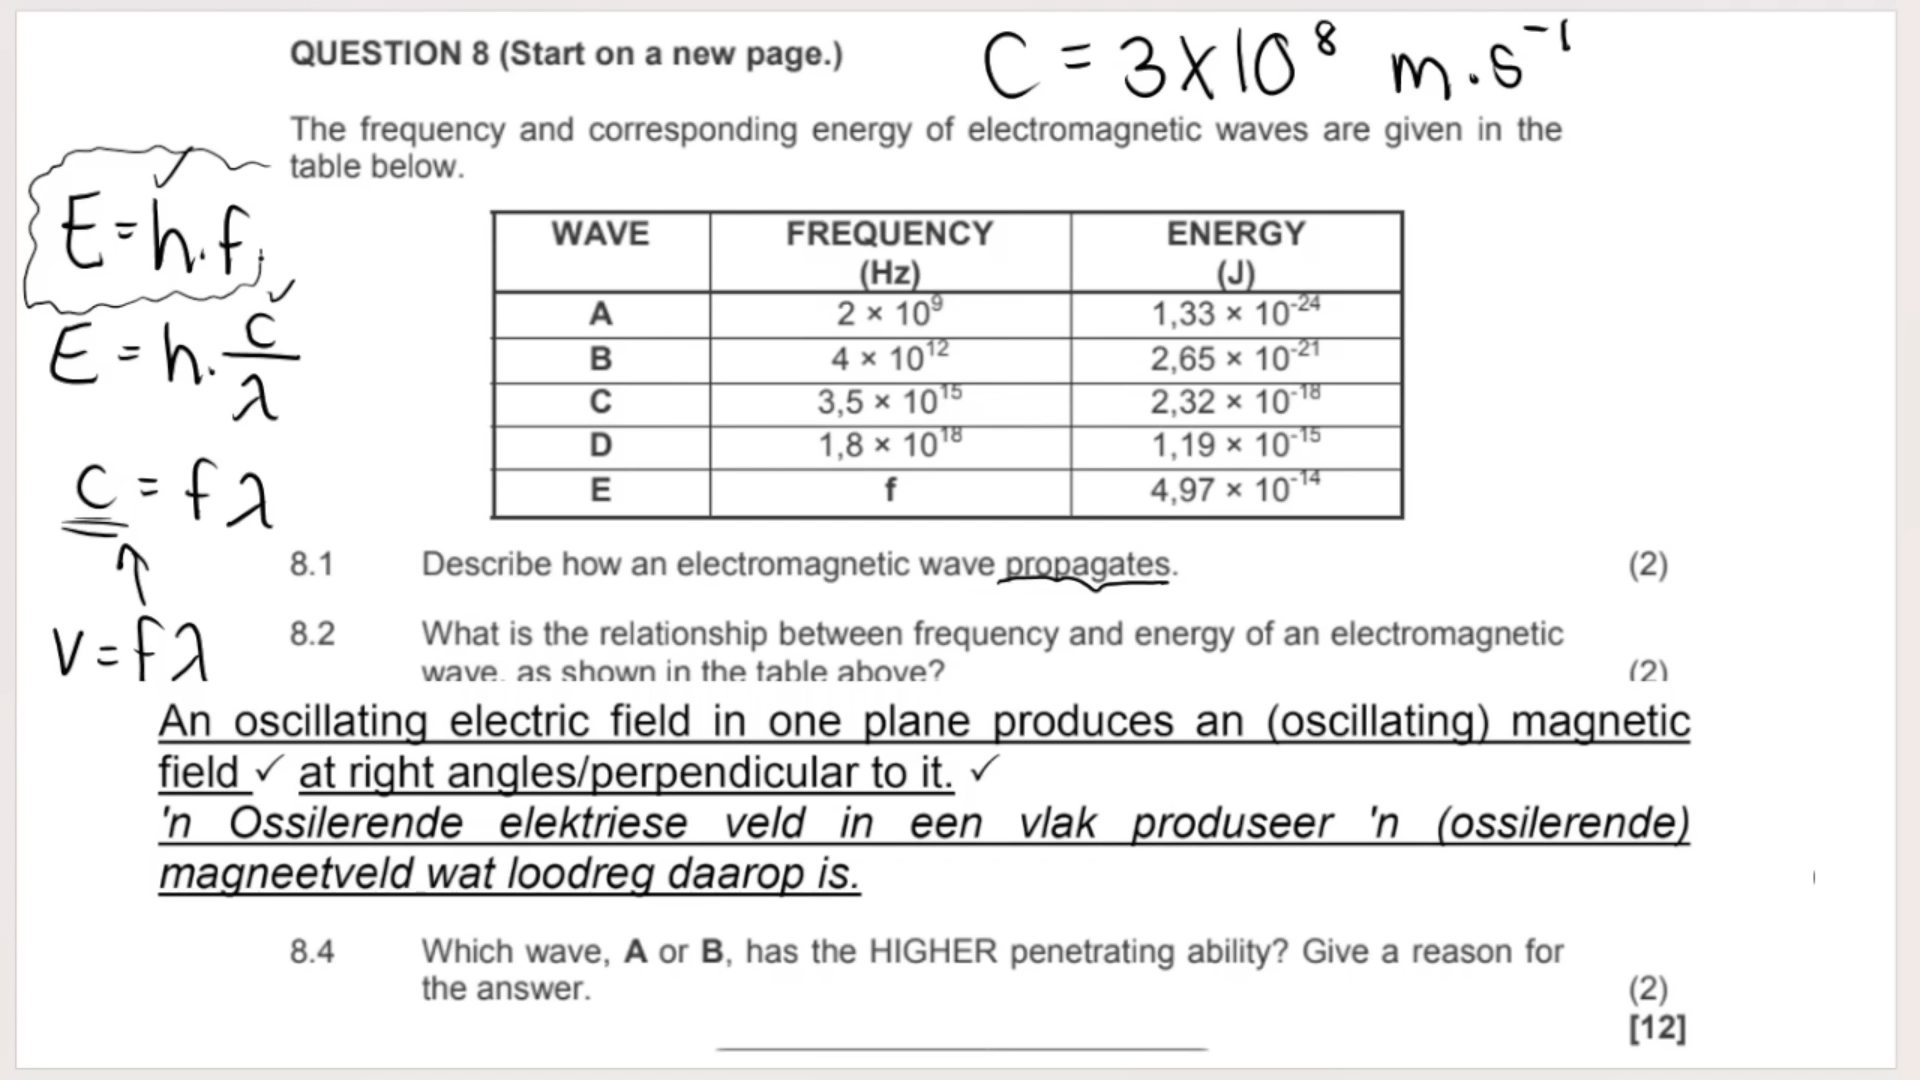 QUESTION 8 (Start on a new page.)
C = 3×10⁸ m.s⁻¹
The frequency and corresponding energy of electromagnetic waves are given in the
table below.
E = h.f
E = h. c/λ
c = fλ
v = fλ
WAVE FREQUENCY (Hz) ENERGY (J)
A 2 × 10⁹ 1,33 × 10⁻²⁴
B 4 × 10¹² 2,65 × 10⁻²¹
C 3,5 × 10¹⁵ 2,32 × 10⁻¹⁸
D 1,8 × 10¹⁸ 1,19 × 10⁻¹⁵
E f 4,97 × 10⁻¹⁴
8.1 Describe how an electromagnetic wave propagates. (2)
8.2 What is the relationship between frequency and energy of an electromagnetic
wave, as shown in the table above? (2)
An oscillating electric field in one plane produces an (oscillating) magnetic
field ✓ at right angles/perpendicular to it. ✓
'n Ossilerende elektriese veld in een vlak produseer 'n (ossilerende)
magneetveld wat loodreg daarop is.
8.4 Which wave, A or B, has the HIGHER penetrating ability? Give a reason for
the answer. (2)
[12]